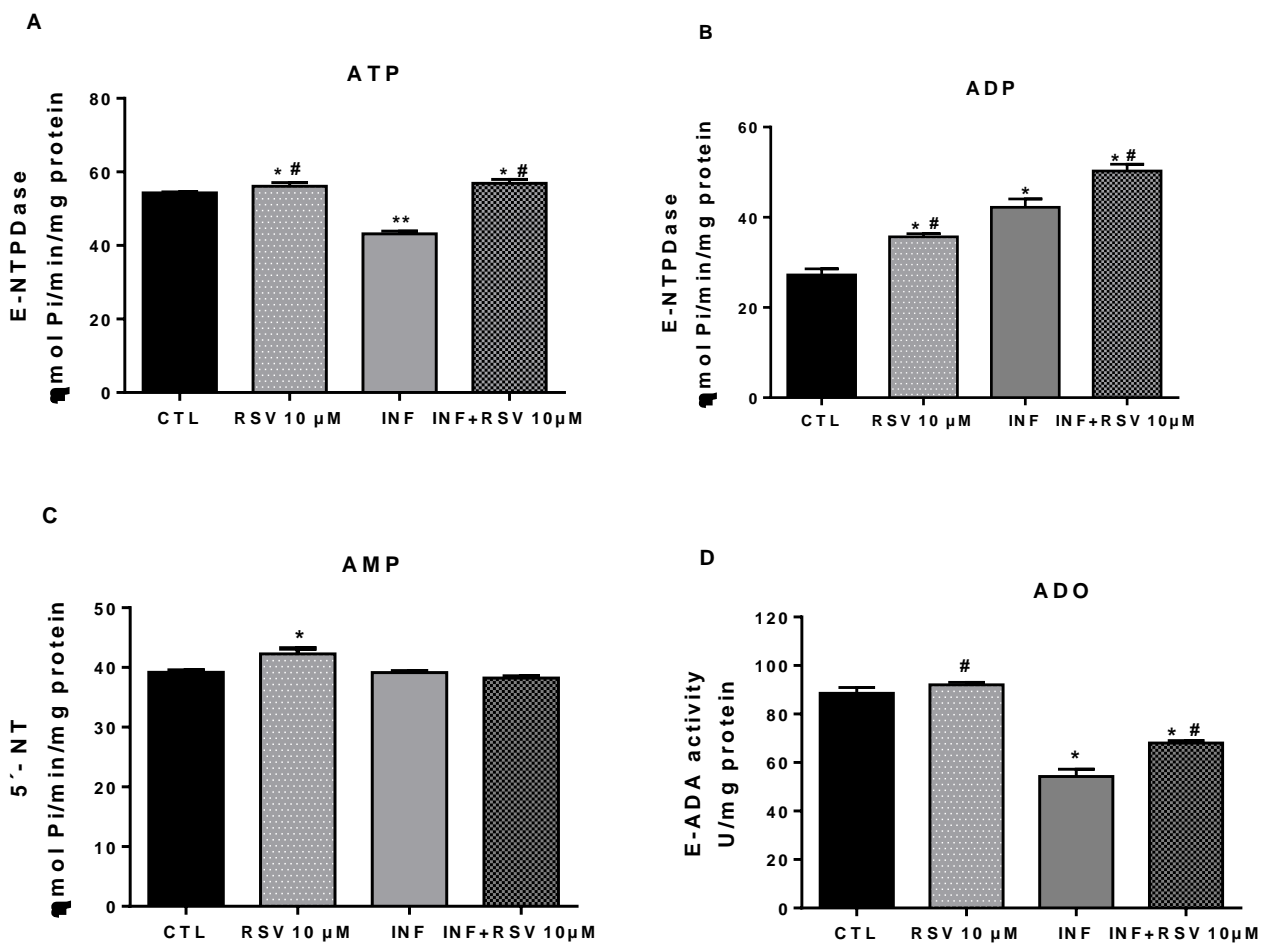 A
ATP
E-NTPDase
mol Pi/min/mg protein
80
60
40
20
0
* #
**
* #
CTL RSV 10 µM INF INF+RSV 10µM
B
ADP
E-NTPDase
mol Pi/min/mg protein
60
40
20
0
* #
*
* #
CTL RSV 10 µM INF INF+RSV 10µM
C
AMP
5´-NT
mol Pi/min/mg protein
50
40
30
20
10
0
*
CTL RSV 10 µM INF INF+RSV 10µM
D
ADO
E-ADA activity
U/mg protein
120
100
80
60
40
20
0
#
*
* #
CTL RSV 10 µM INF INF+RSV 10µM